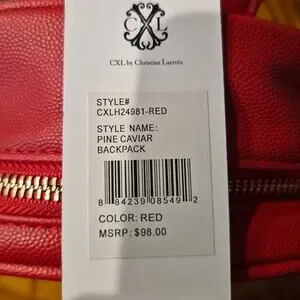 CXL
CXL by Christian Lacroix
STYLE#
CXLH24981-RED
STYLE NAME:
PINE CAVIAR
BACKPACK
8 84239 08549 2
COLOR: RED
MSRP: $98.00